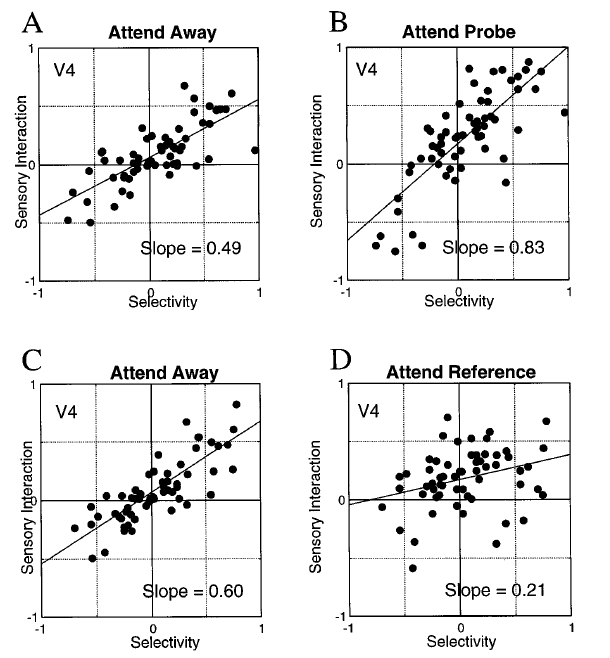 A
Attend Away
1
V4
Sensory Interaction
0
Slope = 0.49
-1
-1
0
1
Selectivity
B
Attend Probe
1
V4
Sensory Interaction
0
Slope = 0.83
-1
-1
0
1
Selectivity
C
Attend Away
1
V4
Sensory Interaction
0
Slope = 0.60
-1
-1
0
1
Selectivity
D
Attend Reference
1
V4
Sensory Interaction
0
Slope = 0.21
-1
-1
0
1
Selectivity